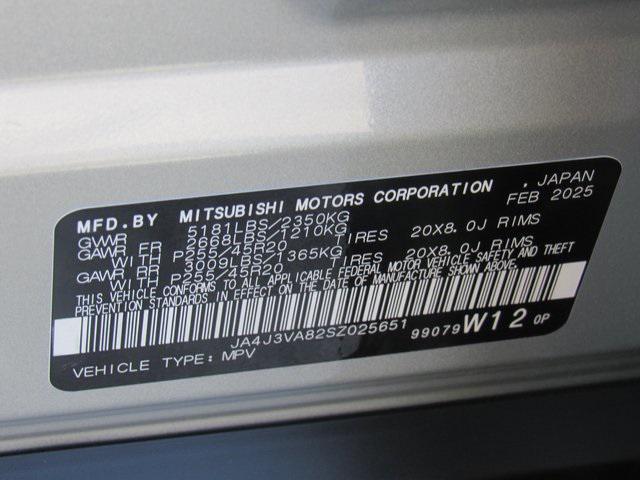 MFD.BY MITSUBISHI MOTORS CORPORATION , JAPAN
GVWR 5181LBS/2350KG FEB 2025
GAWR FR 2668LBS/1210KG
WITH P255/45R20 TIRES 20X8.0J RIMS
GAWR RR 3009LBS/1365KG
WITH P255/45R20 TIRES 20X8.0J RIMS
THIS VEHICLE CONFORMS TO ALL APPLICABLE FEDERAL MOTOR VEHICLE SAFETY AND THEFT
PREVENTION STANDARDS IN EFFECT ON THE DATE OF MANUFACTURE SHOWN ABOVE.
JA4J3VA82SZ025651
VEHICLE TYPE: MPV 99079 W12 0P